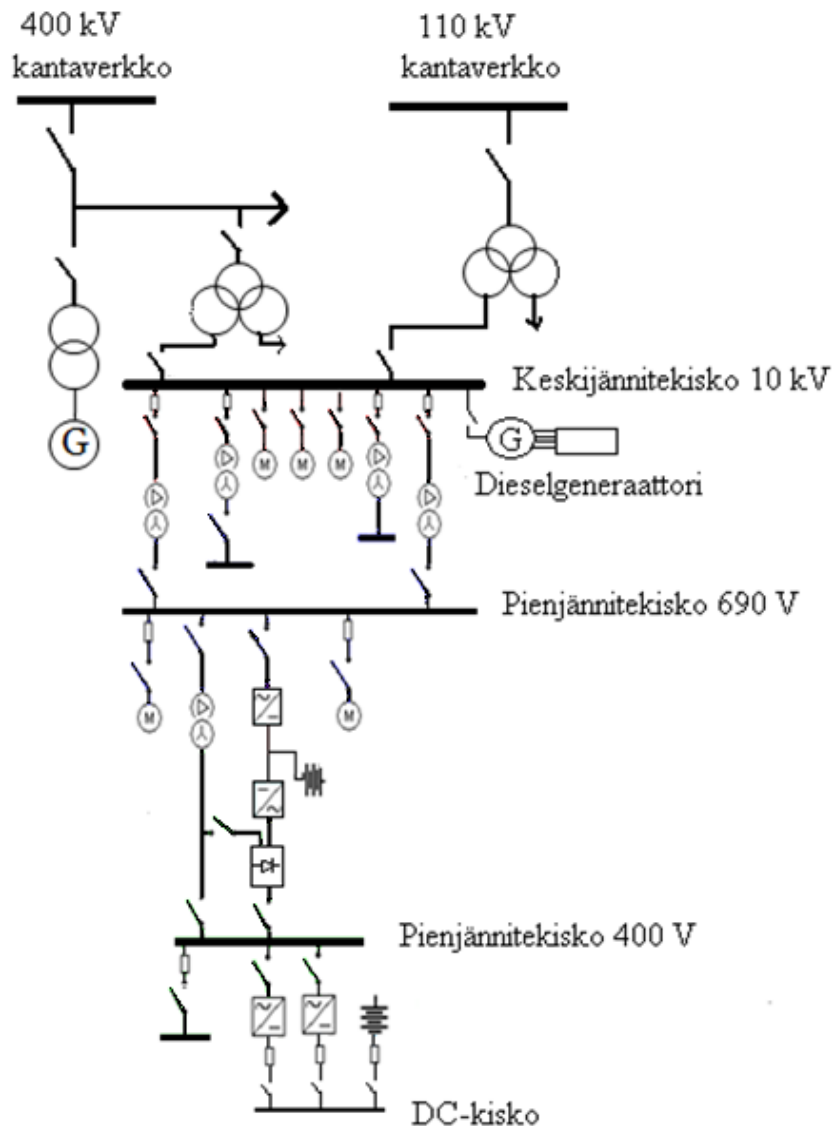 400 kV
kantaverkko
110 kV
kantaverkko
G
Keskijännitekisko 10 kV
M
M
M
G
Dieselgeneraattori
Pienjännitekisko 690 V
M
M
Pienjännitekisko 400 V
DC-kisko